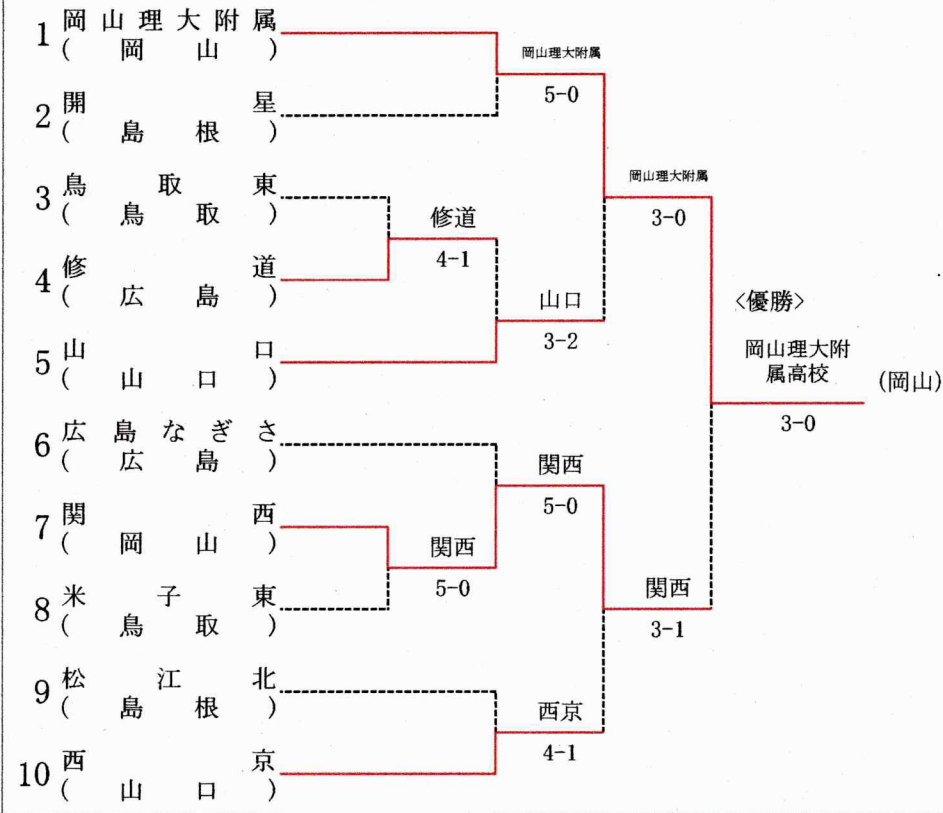 1 岡山理大附属
(岡山)
岡山理大附属
5-0
2 開星
(島根)
岡山理大附属
3-0
3 鳥取東
(鳥取)
修道
4-1
4 修道
(広島)
山口
3-2
<優勝>
5 山口
(山口)
岡山理大附
属高校
(岡山)
3-0
6 広島なぎさ
(広島)
関西
5-0
7 関西
(岡山)
関西
5-0
8 米子東
(鳥取)
関西
3-1
9 松江北
(島根)
西京
4-1
10 西京
(山口)